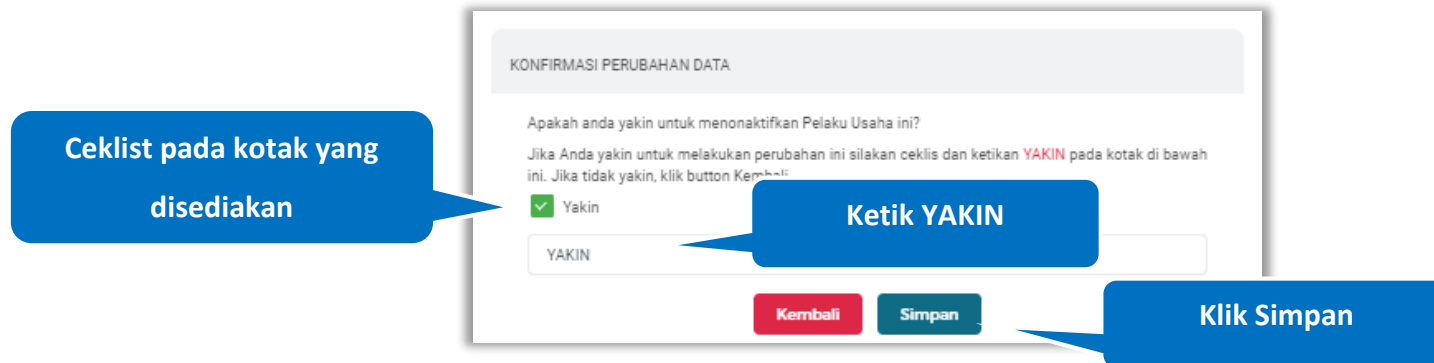 KONFIRMASI PERUBAHAN DATA
Apakah anda yakin untuk menonaktifkan Pelaku Usaha ini?
Jika Anda yakin untuk melakukan perubahan ini silakan ceklis dan ketikan YAKIN pada kotak di bawah
ini. Jika tidak yakin, klik button Kembali
Ceklist pada kotak yang
disediakan
Yakin
Ketik YAKIN
YAKIN
Kembali
Simpan
Klik Simpan